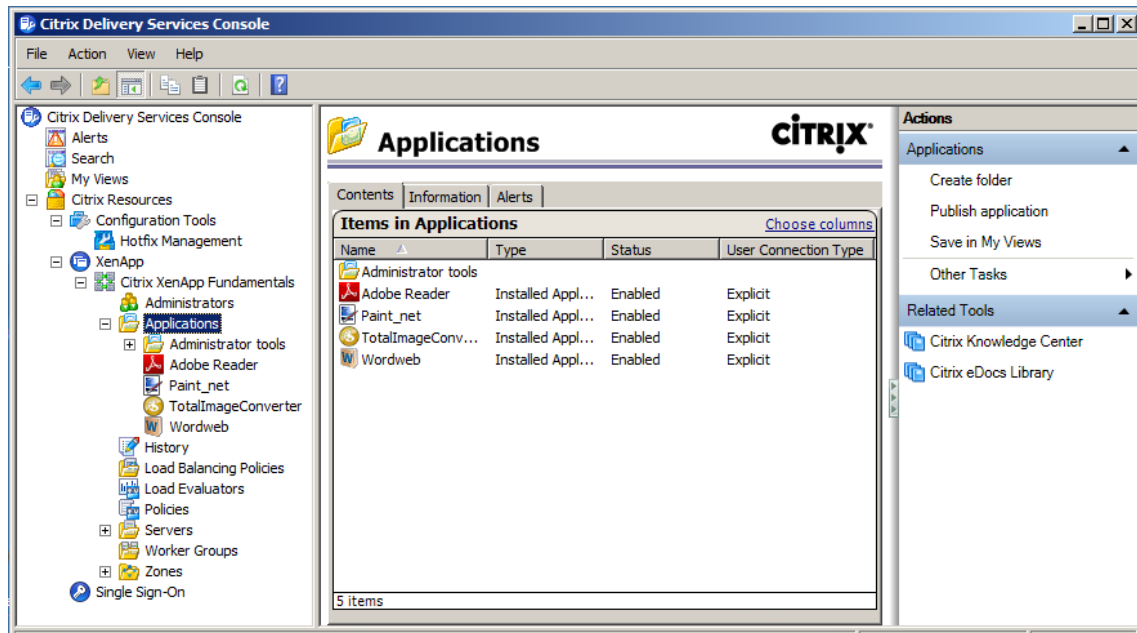 Citrix Delivery Services Console
File Action View Help
Citrix Delivery Services Console
Alerts
Search
My Views
Citrix Resources
Configuration Tools
Hotfix Management
XenApp
Citrix XenApp Fundamentals
Administrators
Applications
Administrator tools
Adobe Reader
Paint_net
TotalImageConverter
Wordweb
History
Load Balancing Policies
Load Evaluators
Policies
Servers
Worker Groups
Zones
Single Sign-On
Applications
CİTRIX
Contents Information Alerts
Items in Applications Choose columns
Name Type Status User Connection Type
Administrator tools
Adobe Reader Installed Appl... Enabled Explicit
Paint_net Installed Appl... Enabled Explicit
TotalImageConv... Installed Appl... Enabled Explicit
Wordweb Installed Appl... Enabled Explicit
5 items
Actions
Applications
Create folder
Publish application
Save in My Views
Other Tasks
Related Tools
Citrix Knowledge Center
Citrix eDocs Library